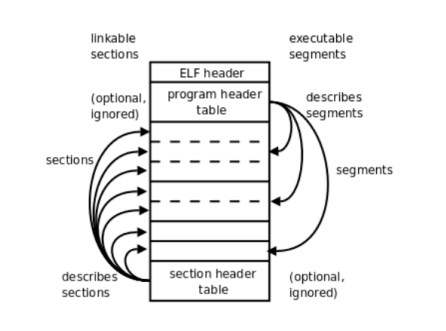 linkable
sections
executable
segments
ELF header
(optional,
ignored)
program header
table
describes
segments
sections
segments
describes
sections
section header
table
(optional,
ignored)